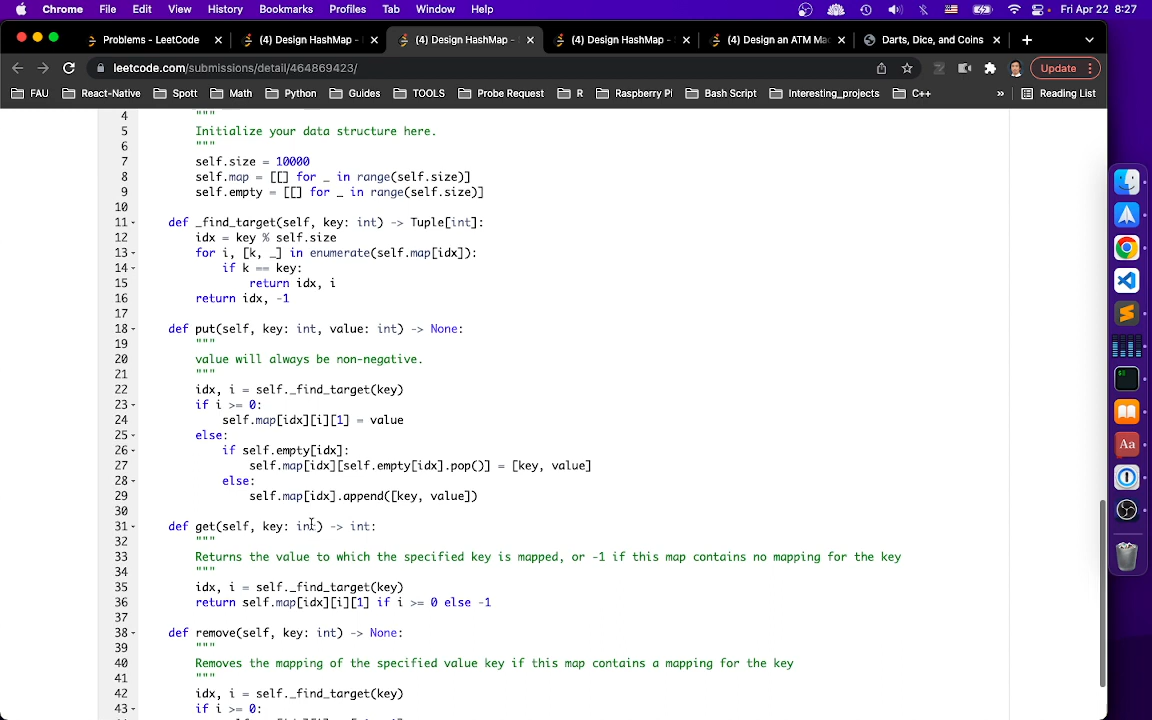 Chrome File Edit View History Bookmarks Profiles Tab Window Help Fri Apr 22 8:27
Problems - LeetCode (4) Design HashMap - (4) Design HashMap - (4) Design HashMap - (4) Design an ATM Ma Darts, Dice, and Coins
leetcode.com/submissions/detail/464869423/ Update
FAU React-Native Spott Math Python Guides TOOLS Probe Request R Raspberry Pi Bash Script Interesting_projects C++ » Reading List
4 """
5 Initialize your data structure here.
6 """
7 self.size = 10000
8 self.map = [[] for _ in range(self.size)]
9 self.empty = [[] for _ in range(self.size)]
10
11 def _find_target(self, key: int) -> Tuple[int]:
12 idx = key % self.size
13 for i, [k, _] in enumerate(self.map[idx]):
14 if k == key:
15 return idx, i
16 return idx, -1
17
18 def put(self, key: int, value: int) -> None:
19 """
20 value will always be non-negative.
21 """
22 idx, i = self._find_target(key)
23 if i >= 0:
24 self.map[idx][i][1] = value
25 else:
26 if self.empty[idx]:
27 self.map[idx][self.empty[idx].pop()] = [key, value]
28 else:
29 self.map[idx].append([key, value])
30
31 def get(self, key: int) -> int:
32 """
33 Returns the value to which the specified key is mapped, or -1 if this map contains no mapping for the key
34 """
35 idx, i = self._find_target(key)
36 return self.map[idx][i][1] if i >= 0 else -1
37
38 def remove(self, key: int) -> None:
39 """
40 Removes the mapping of the specified value key if this map contains a mapping for the key
41 """
42 idx, i = self._find_target(key)
43 if i >= 0:
Aa